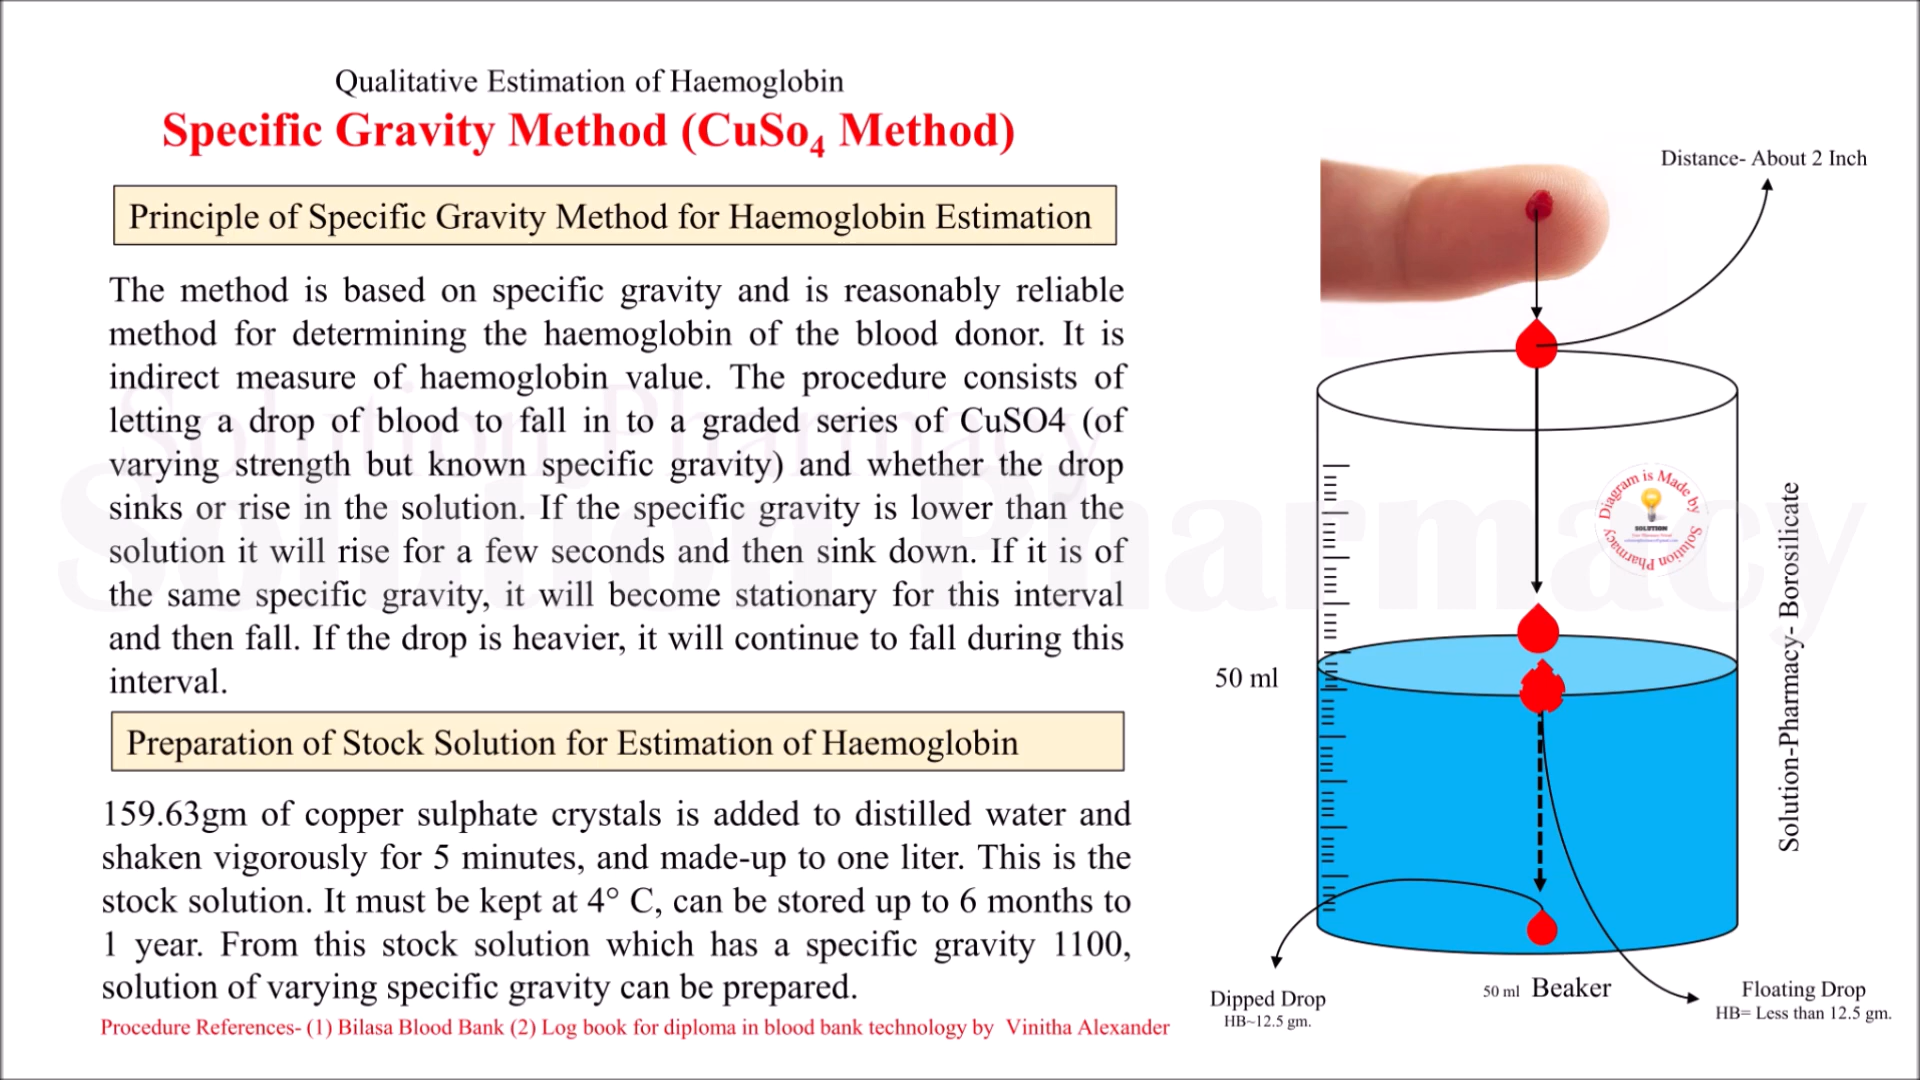 Qualitative Estimation of Haemoglobin
Specific Gravity Method (CuSo₄ Method)
Principle of Specific Gravity Method for Haemoglobin Estimation
The method is based on specific gravity and is reasonably reliable
method for determining the haemoglobin of the blood donor. It is
indirect measure of haemoglobin value. The procedure consists of
letting a drop of blood to fall in to a graded series of CuSO4 (of
varying strength but known specific gravity) and whether the drop
sinks or rise in the solution. If the specific gravity is lower than the
solution it will rise for a few seconds and then sink down. If it is of
the same specific gravity, it will become stationary for this interval
and then fall. If the drop is heavier, it will continue to fall during this
interval.
Preparation of Stock Solution for Estimation of Haemoglobin
159.63gm of copper sulphate crystals is added to distilled water and
shaken vigorously for 5 minutes, and made-up to one liter. This is the
stock solution. It must be kept at 4° C, can be stored up to 6 months to
1 year. From this stock solution which has a specific gravity 1100,
solution of varying specific gravity can be prepared.
Procedure References- (1) Bilasa Blood Bank (2) Log book for diploma in blood bank technology by Vinitha Alexander
Distance- About 2 Inch
Diagram is Made by Solution Pharmacy
SOLUTION
50 ml
Solution-Pharmacy- Borosilicate
Dipped Drop
HB~12.5 gm.
50 ml Beaker
Floating Drop
HB= Less than 12.5 gm.
Solution Pharmacy
Solution Pharmacy